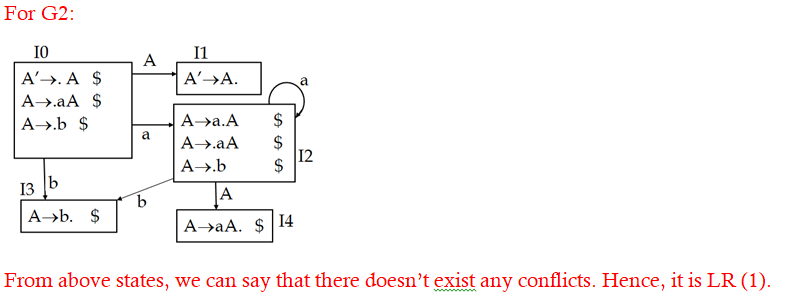 For G2:
I0
A
I1
A′→. A $
A→.aA $
A→.b $
A′→A.
a
a
A→a.A $
A→.aA $
A→.b $
I2
I3
b
b
A
A→b. $
A→aA. $
I4
From above states, we can say that there doesn’t exist any conflicts. Hence, it is LR (1).